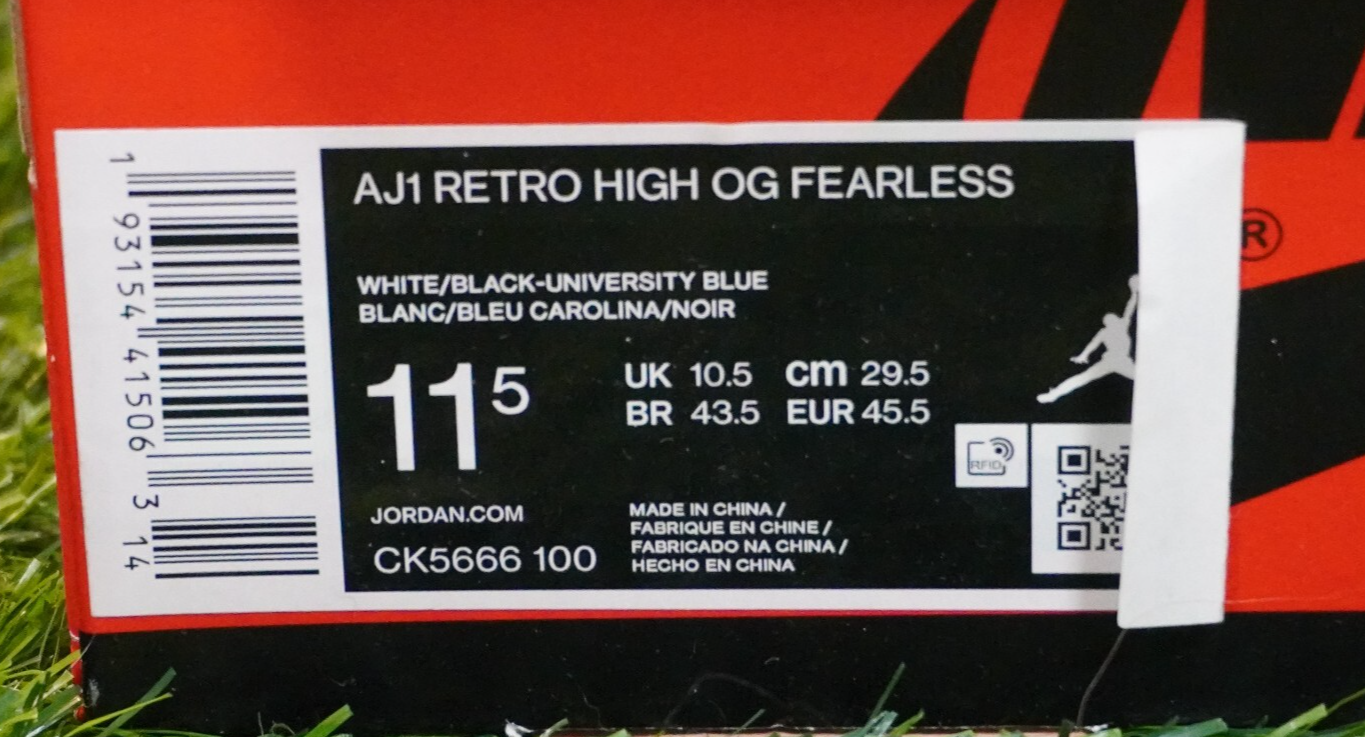 AJ1 RETRO HIGH OG FEARLESS
WHITE/BLACK-UNIVERSITY BLUE
BLANC/BLEU CAROLINA/NOIR
11⁵
UK 10.5 cm 29.5
BR 43.5 EUR 45.5
RFID
JORDAN.COM
CK5666 100
MADE IN CHINA /
FABRIQUE EN CHINE /
FABRICADO NA CHINA /
HECHO EN CHINA
1 93154 41506 3 14
®